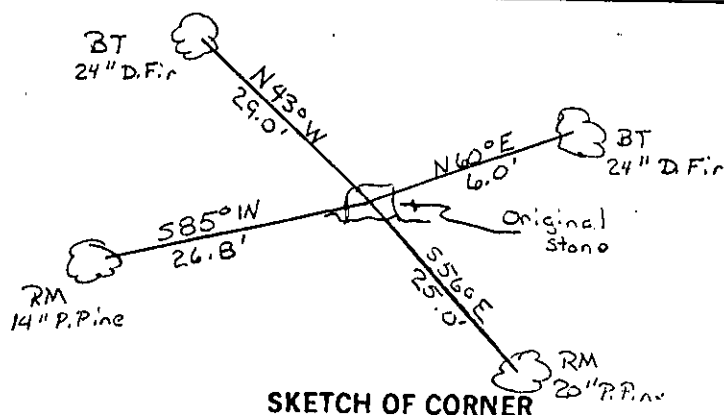 BT
24" D. Fir
N43°W
29.0'
N60°E
6.0'
BT
24" D. Fir
S85°W
26.8'
Original
stone
RM
14" P. Pine
S56°E
25.0'
RM
20" P. Pine
SKETCH OF CORNER